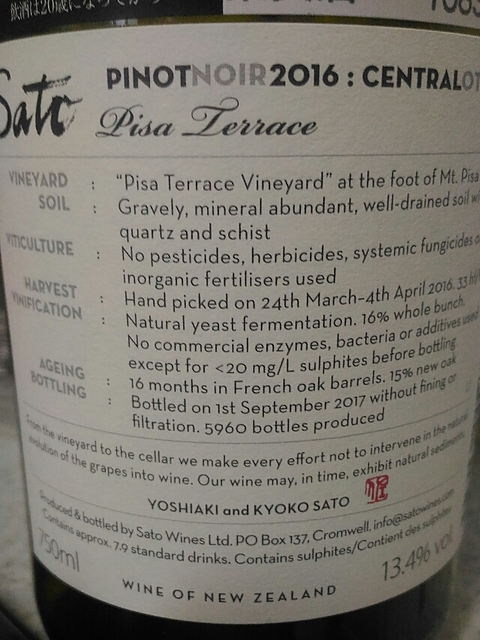 飲酒は20歳になってから
Sato
PINOT NOIR 2016 : CENTRAL
Pisa Terrace
VINEYARD : "Pisa Terrace Vineyard" at the foot of Mt. Pisa
SOIL : Gravely, mineral abundant, well-drained soil
quartz and schist
VITICULTURE : No pesticides, herbicides, systemic fungicides
inorganic fertilisers used
HARVEST : Hand picked on 24th March-4th April 2016. 33 hl/
VINIFICATION : Natural yeast fermentation. 16% whole bunch.
No commercial enzymes, bacteria or additives used
except for <20 mg/L sulphites before bottling
AGEING : 16 months in French oak barrels. 15% new oak
BOTTLING : Bottled on 1st September 2017 without fining or
filtration. 5960 bottles produced
From the vineyard to the cellar we make every effort not to intervene in the natural
evolution of the grapes into wine. Our wine may, in time, exhibit natural sediments.
YOSHIAKI and KYOKO SATO
Produced & bottled by Sato Wines Ltd. PO Box 137, Cromwell. info@satowines.com
Contains approx. 7.9 standard drinks. Contains sulphites/Contient des sulphites
750ml
13.4% vol
WINE OF NEW ZEALAND